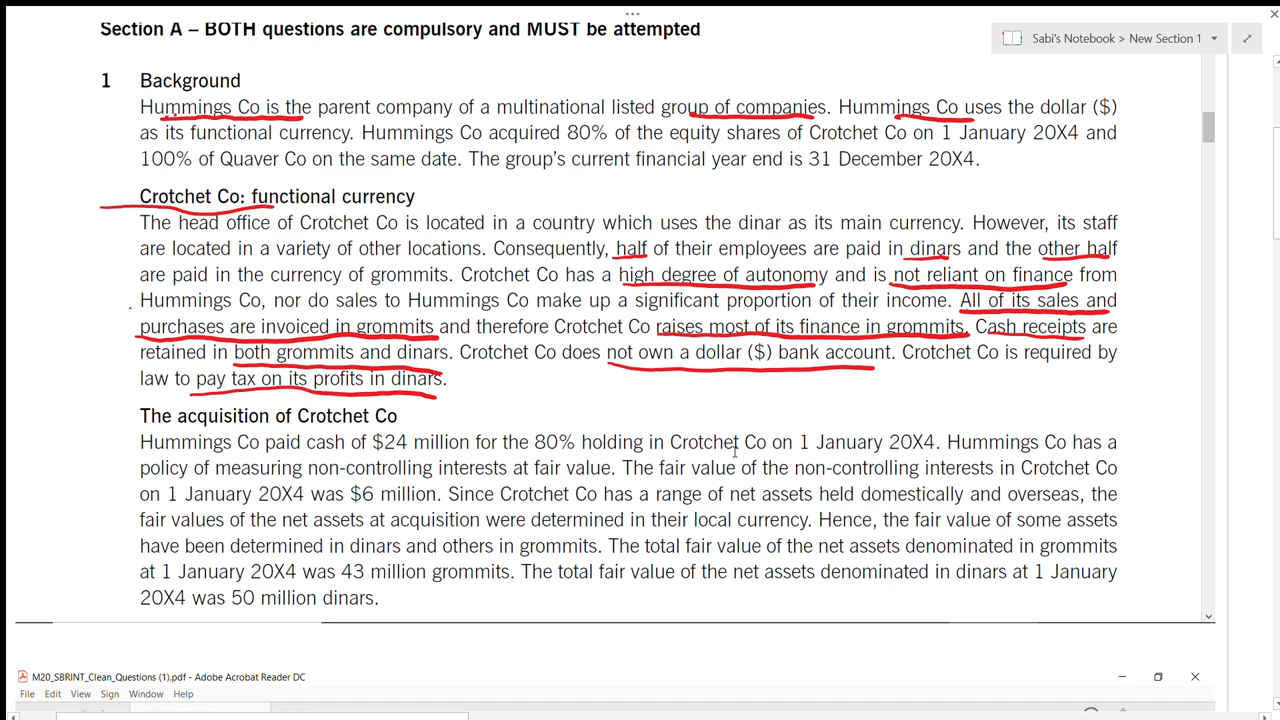 Section A – BOTH questions are compulsory and MUST be attempted
Sabi's Notebook > New Section 1
1 Background
Hummings Co is the parent company of a multinational listed group of companies. Hummings Co uses the dollar ($)
as its functional currency. Hummings Co acquired 80% of the equity shares of Crotchet Co on 1 January 20X4 and
100% of Quaver Co on the same date. The group's current financial year end is 31 December 20X4.
Crotchet Co: functional currency
The head office of Crotchet Co is located in a country which uses the dinar as its main currency. However, its staff
are located in a variety of other locations. Consequently, half of their employees are paid in dinars and the other half
are paid in the currency of grommits. Crotchet Co has a high degree of autonomy and is not reliant on finance from
Hummings Co, nor do sales to Hummings Co make up a significant proportion of their income. All of its sales and
purchases are invoiced in grommits and therefore Crotchet Co raises most of its finance in grommits. Cash receipts are
retained in both grommits and dinars. Crotchet Co does not own a dollar ($) bank account. Crotchet Co is required by
law to pay tax on its profits in dinars.
The acquisition of Crotchet Co
Hummings Co paid cash of $24 million for the 80% holding in Crotchet Co on 1 January 20X4. Hummings Co has a
policy of measuring non-controlling interests at fair value. The fair value of the non-controlling interests in Crotchet Co
on 1 January 20X4 was $6 million. Since Crotchet Co has a range of net assets held domestically and overseas, the
fair values of the net assets at acquisition were determined in their local currency. Hence, the fair value of some assets
have been determined in dinars and others in grommits. The total fair value of the net assets denominated in grommits
at 1 January 20X4 was 43 million grommits. The total fair value of the net assets denominated in dinars at 1 January
20X4 was 50 million dinars.
M20_SBRINT_Clean_Questions (1).pdf - Adobe Acrobat Reader DC
File Edit View Sign Window Help